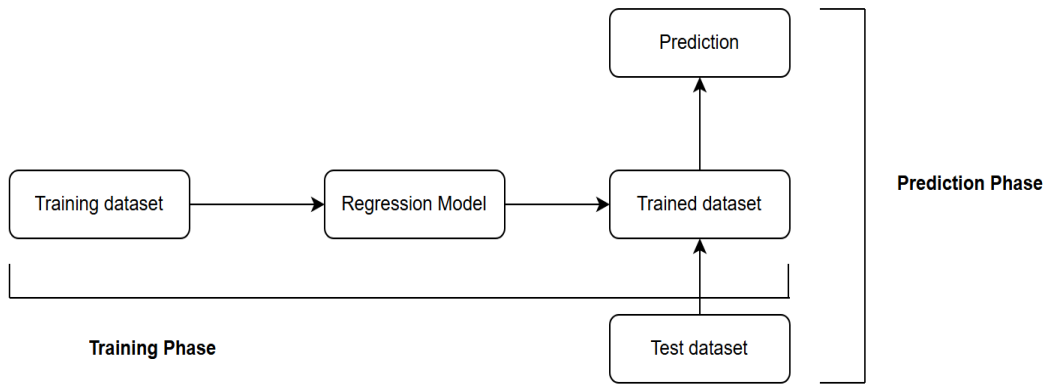 Prediction
Prediction Phase
Training dataset
Regression Model
Trained dataset
Training Phase
Test dataset